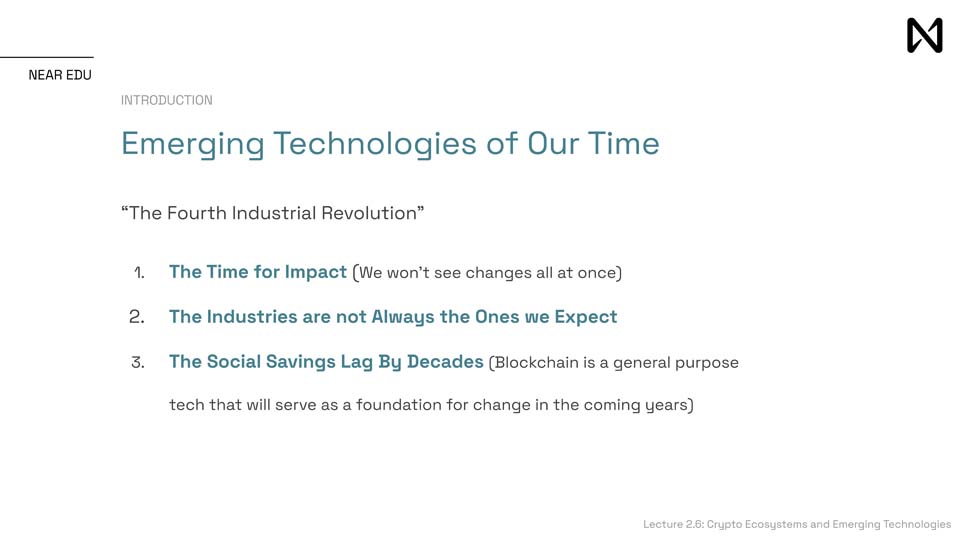 NEAR EDU
INTRODUCTION
Emerging Technologies of Our Time
“The Fourth Industrial Revolution”
1. The Time for Impact (We won’t see changes all at once)
2. The Industries are not Always the Ones we Expect
3. The Social Savings Lag By Decades (Blockchain is a general purpose
tech that will serve as a foundation for change in the coming years)
Lecture 2.6: Crypto Ecosystems and Emerging Technologies